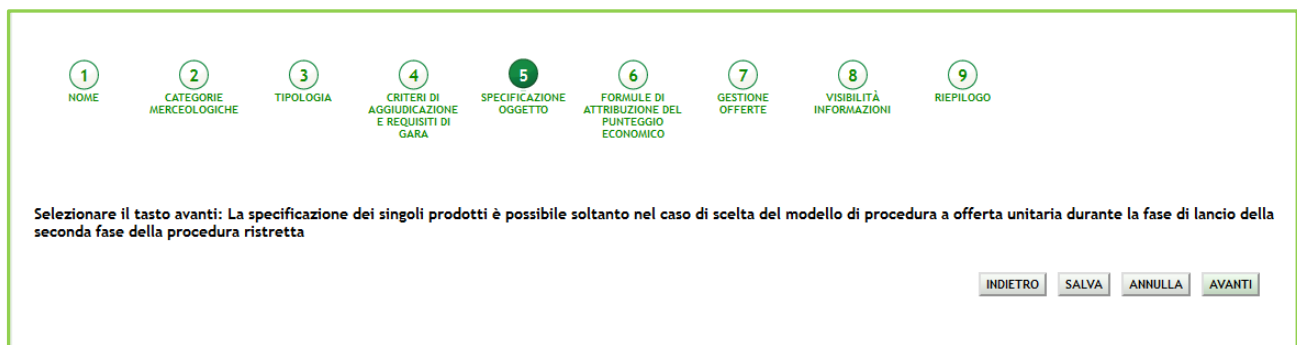 1 2 3 4 5 6 7 8 9
NOME CATEGORIE TIPOLOGIA CRITERI DI SPECIFICAZIONE FORMULE DI GESTIONE VISIBILITÀ RIEPILOGO
MERCEOLOGICHE AGGIUDICAZIONE OGGETTO ATTRIBUZIONE DEL OFFERTE INFORMAZIONI
E REQUISITI DI PUNTEGGIO
GARA ECONOMICO
Selezionare il tasto avanti: La specificazione dei singoli prodotti è possibile soltanto nel caso di scelta del modello di procedura a offerta unitaria durante la fase di lancio della
seconda fase della procedura ristretta
INDIETRO SALVA ANNULLA AVANTI